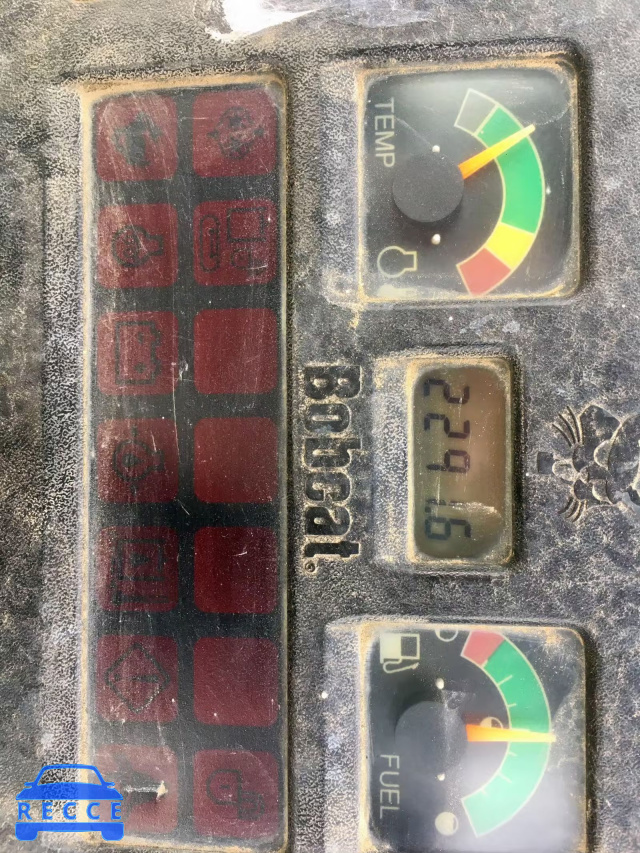 TEMP
Bobcat®
2291.6
FUEL
RECCE